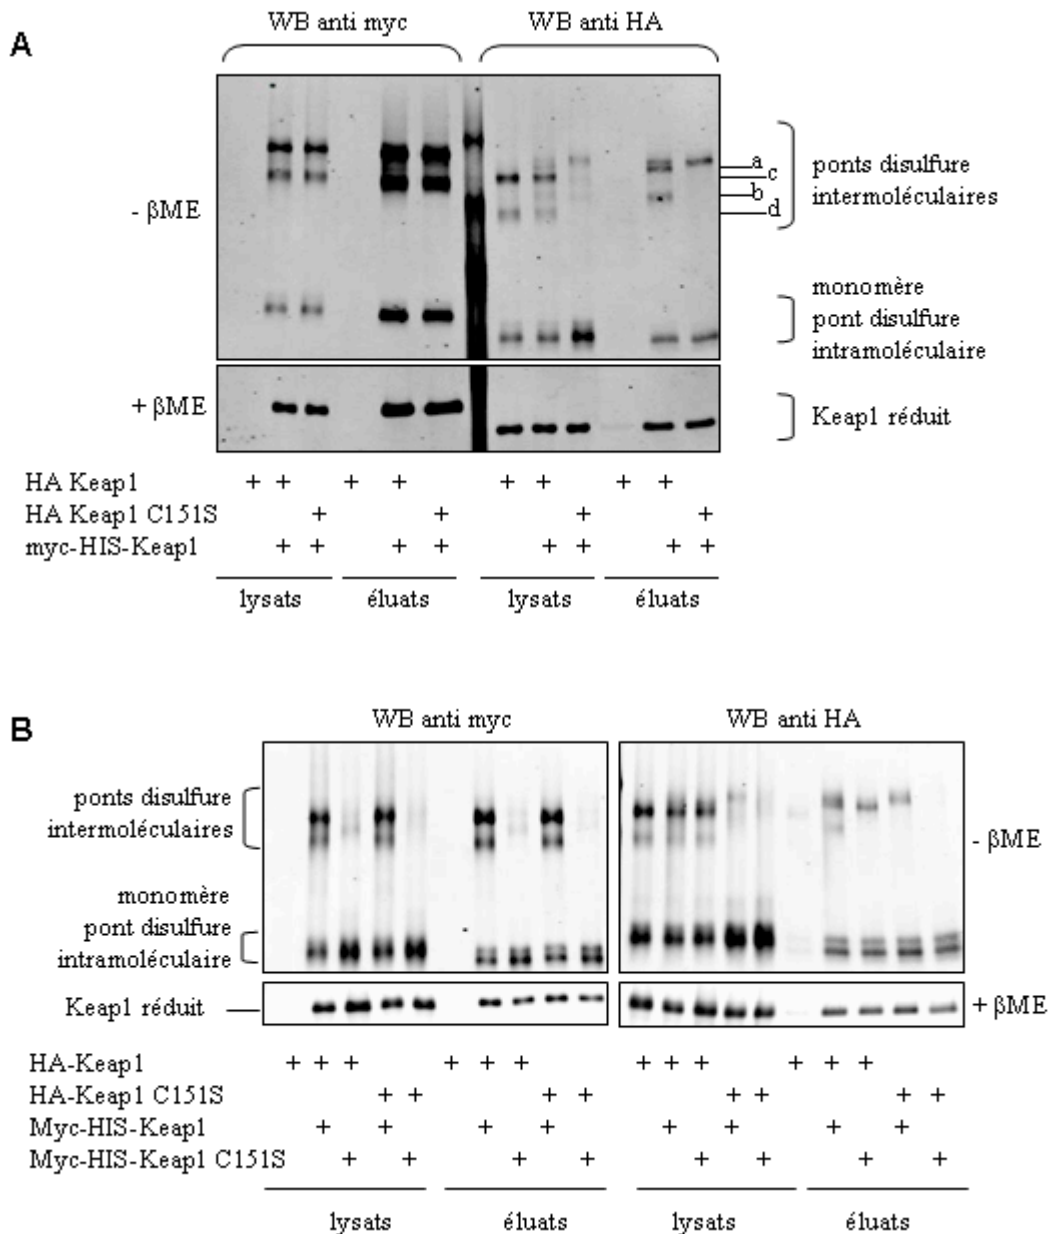 A
WB anti myc
WB anti HA
- βME
a
c
b
d
ponts disulfure
intermoléculaires
monomère
pont disulfure
intramoléculaire
+ βME
Keap1 réduit
HA Keap1 + + + + + + + +
HA Keap1 C151S + + + +
myc-HIS-Keap1 + + + + + + + +
lysats éluats lysats éluats
B
WB anti myc
WB anti HA
ponts disulfure
intermoléculaires
- βME
monomère
pont disulfure
intramoléculaire
Keap1 réduit
+ βME
HA-Keap1 + + + + + + + + + + + +
HA-Keap1 C151S + + + + + + + +
Myc-HIS-Keap1 + + + + + + + +
Myc-HIS-Keap1 C151S + + + + + + + +
lysats éluats lysats éluats